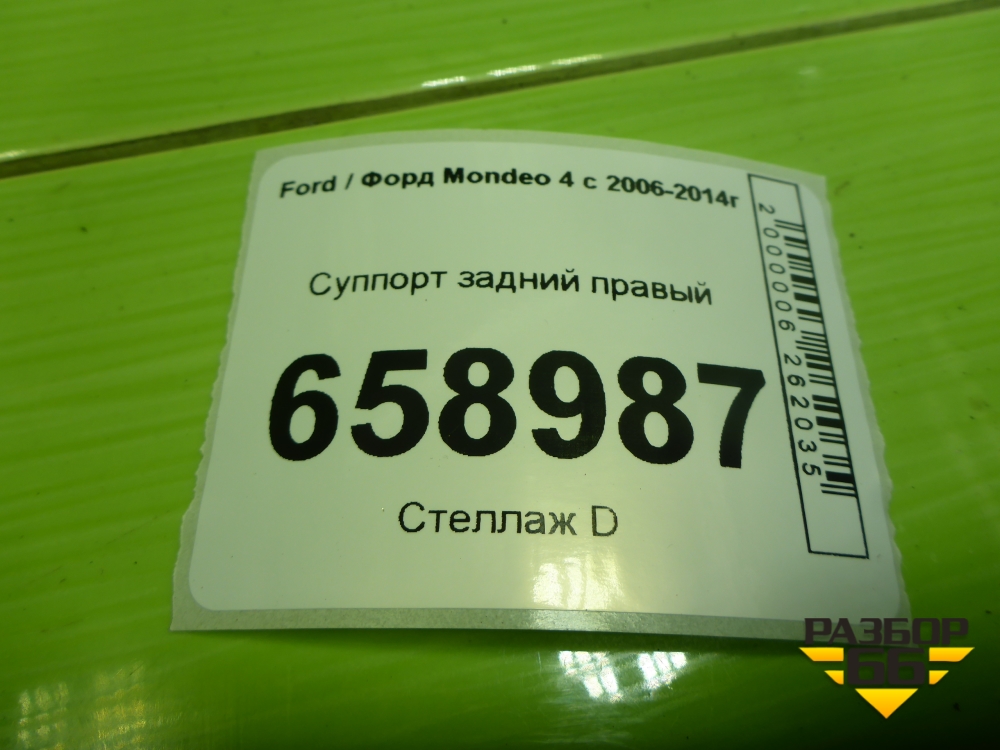 Ford / Форд Mondeo 4 с 2006-2014г
Суппорт задний правый
658987
Стеллаж D
2000006262035
РАЗБОР
66